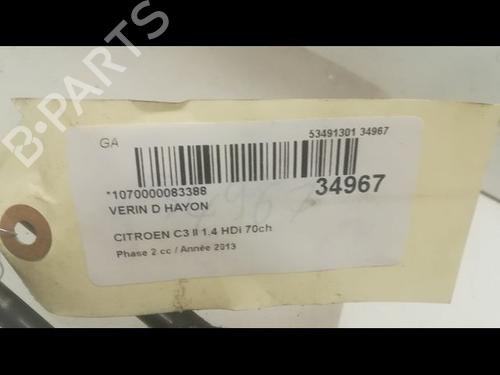 B-PARTS
GA
53491301 34967
*1070000083388
34967
VERIN D HAYON
CITROEN C3 II 1.4 HDi 70ch
Phase 2 cc / Année 2013